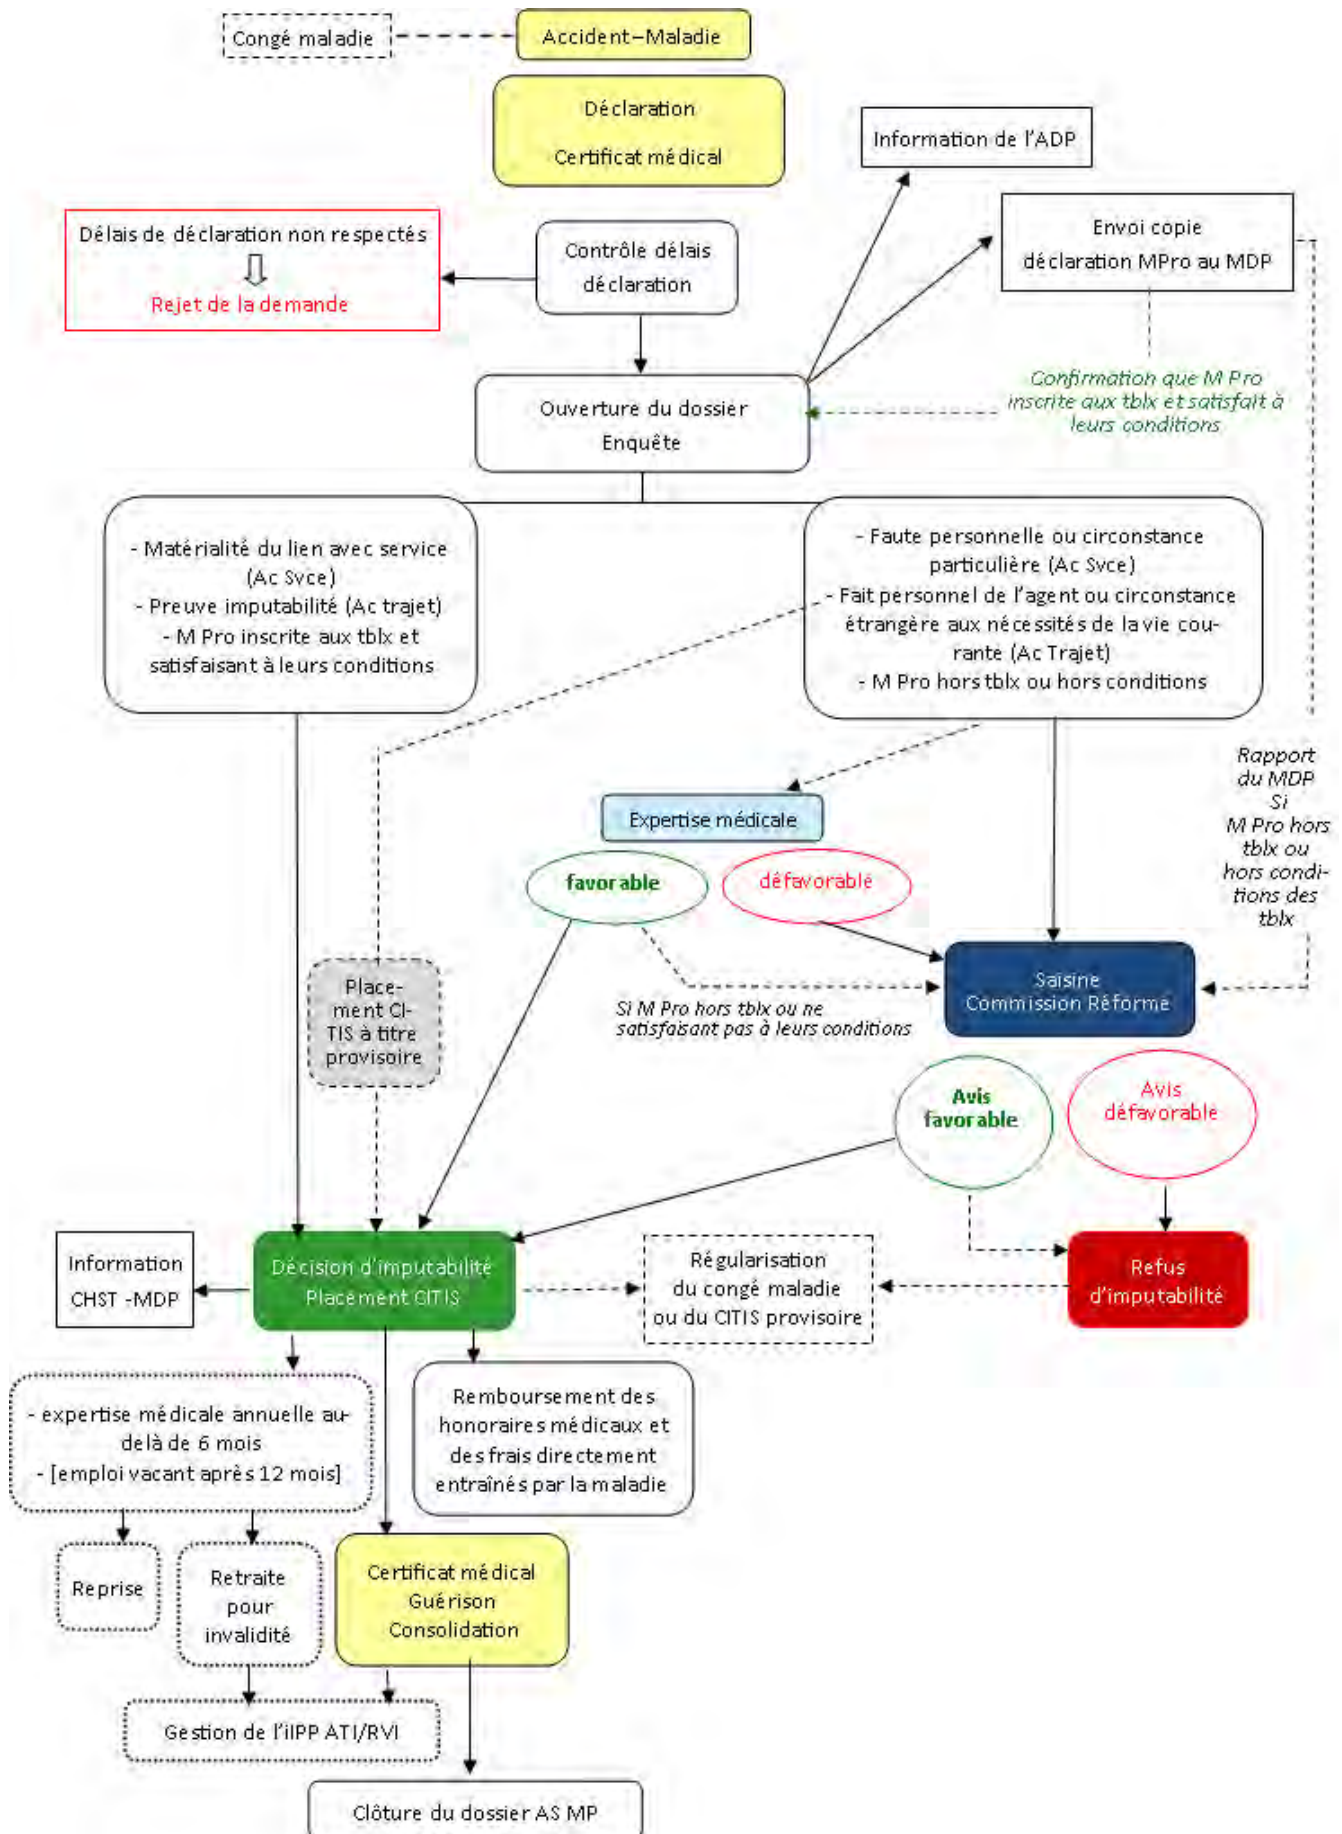 Congé maladie
Accident–Maladie
Déclaration
Certificat médical
Information de l'ADP
Envoi copie
déclaration MPro au MDP
Délais de déclaration non respectés
Rejet de la demande
Contrôle délais
déclaration
Confirmation que M Pro
inscrite aux tblx et satisfait à
leurs conditions
Ouverture du dossier
Enquête
- Matérialité du lien avec service
(Ac Svce)
- Preuve imputabilité (Ac trajet)
- M Pro inscrite aux tblx et
satisfaisant à leurs conditions
- Faute personnelle ou circonstance
particulière (Ac Svce)
- Fait personnel de l'agent ou circonstance
étrangère aux nécessités de la vie cou-
rante (Ac Trajet)
- M Pro hors tblx ou hors conditions
Rapport
du MDP
Si
M Pro hors
tblx ou
hors condi-
tions des
tblx
Expertise médicale
favorable
défavorable
Saisine
Commission Réforme
Place-
ment CI-
TIS à titre
provisoire
Si M Pro hors tblx ou ne
satisfaisant pas à leurs conditions
Avis
favorable
Avis
défavorable
Information
CHST -MDP
Décision d'imputabilité
Placement CITIS
Régularisation
du congé maladie
ou du CITIS provisoire
Refus
d'imputabilité
- expertise médicale annuelle au-
delà de 6 mois
- [emploi vacant après 12 mois]
Remboursement des
honoraires médicaux et
des frais directement
entraînés par la maladie
Reprise
Retraite
pour
invalidité
Certificat médical
Guérison
Consolidation
Gestion de l'iIPP ATI/RVI
Clôture du dossier AS MP